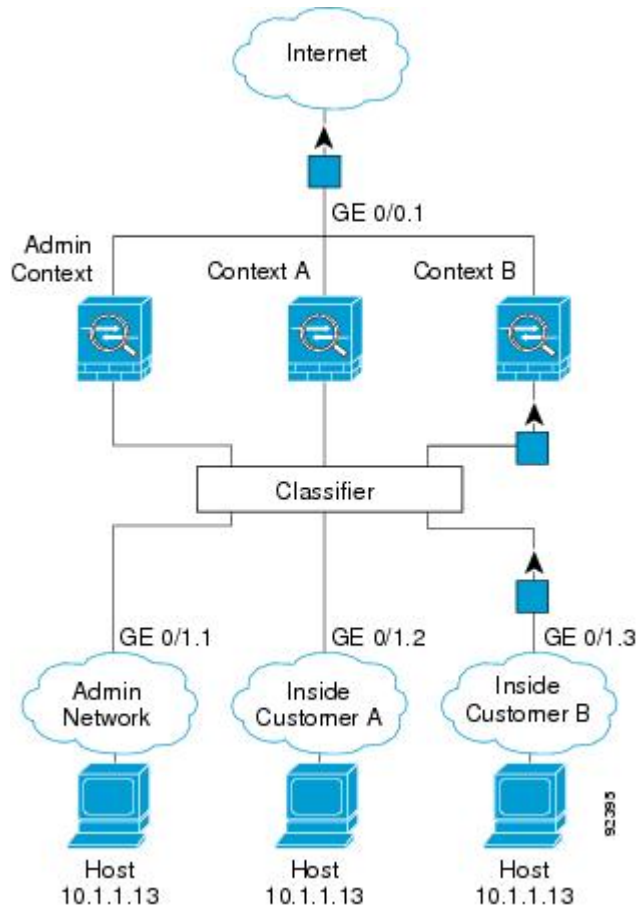 Internet
GE 0/0.1
Admin
Context
Context A
Context B
Classifier
GE 0/1.1
GE 0/1.2
GE 0/1.3
Admin
Network
Inside
Customer A
Inside
Customer B
92395
Host
10.1.1.13
Host
10.1.1.13
Host
10.1.1.13